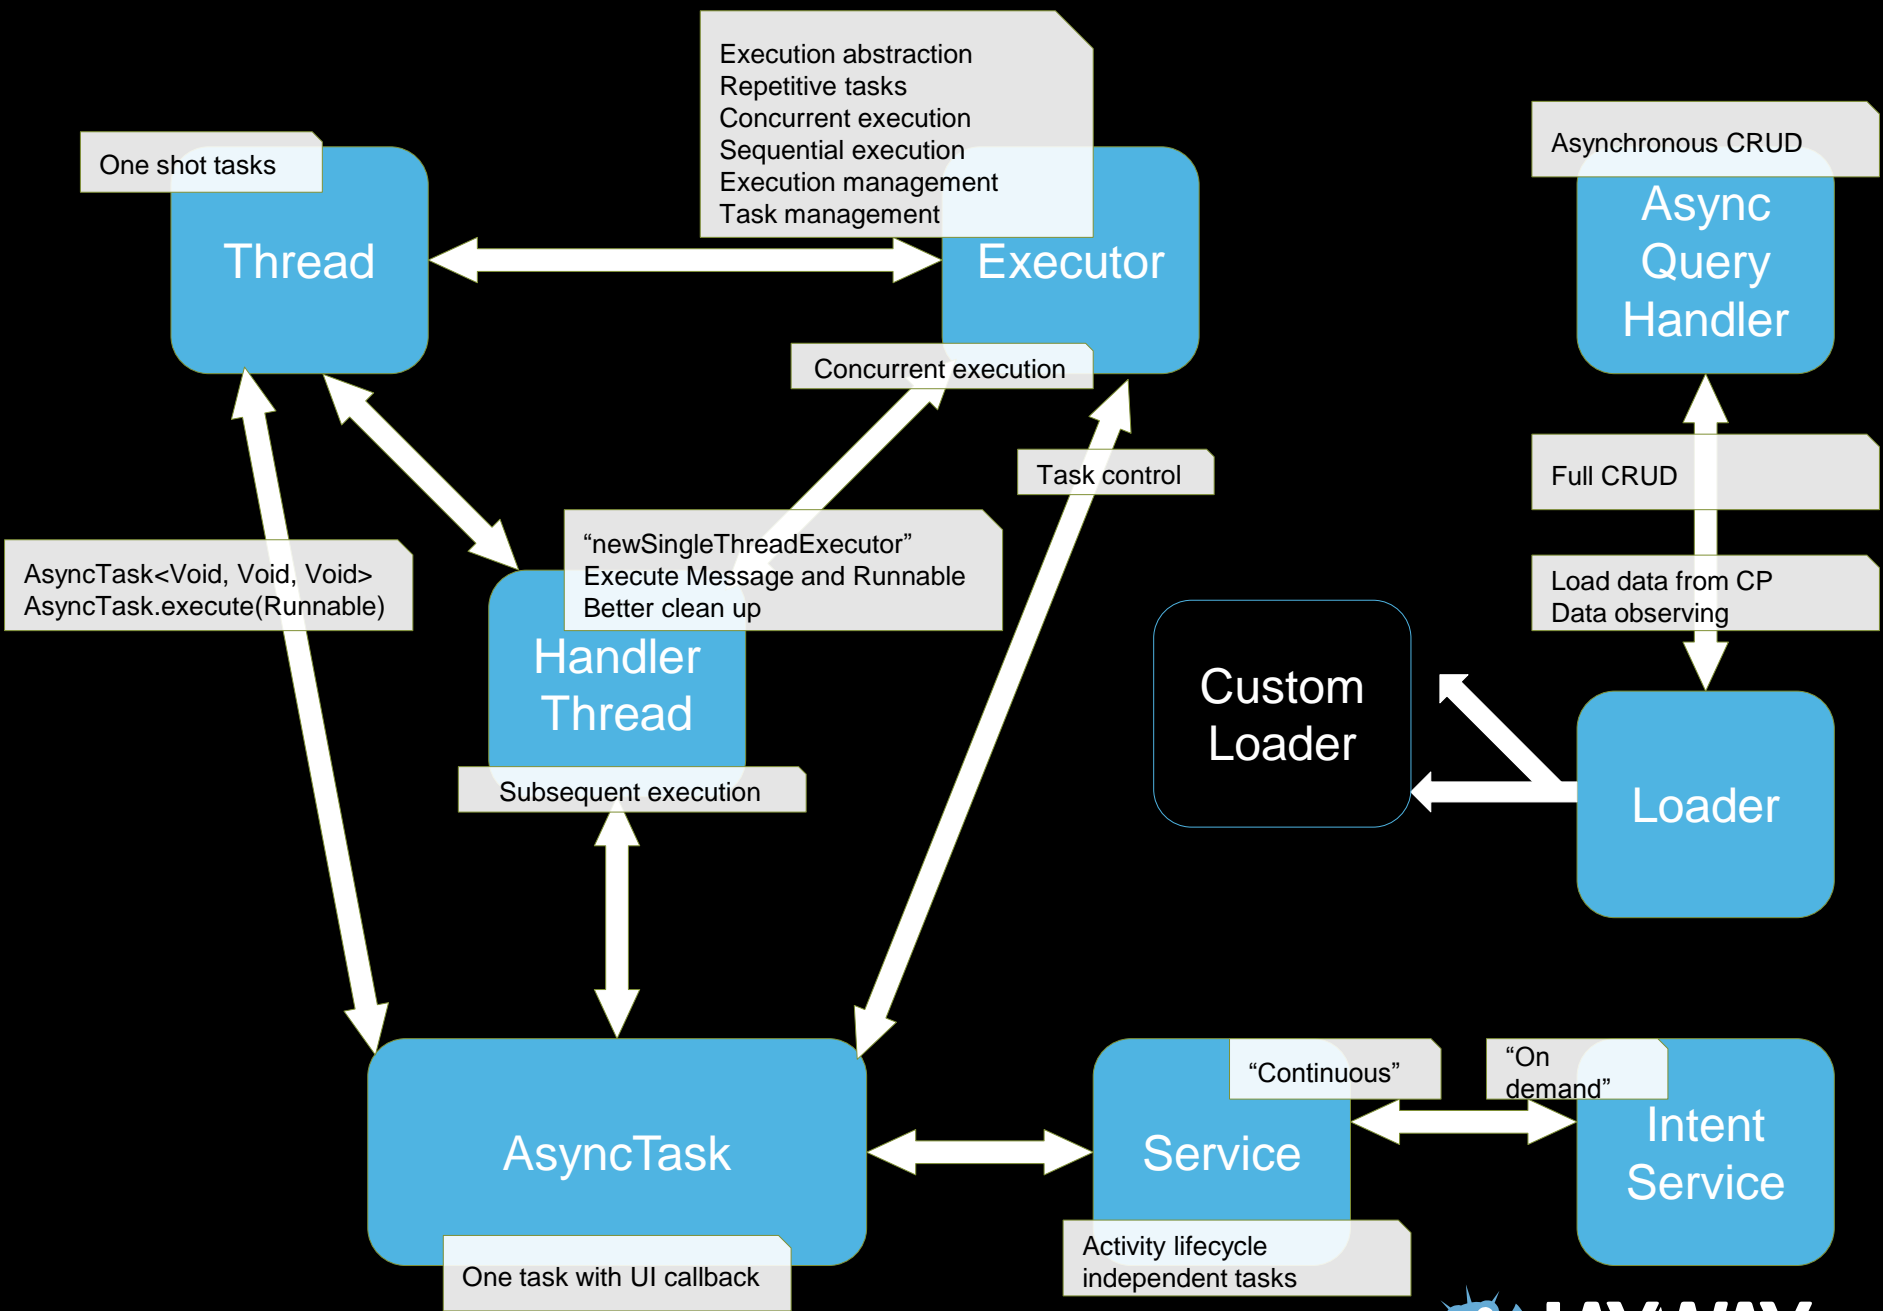 Execution abstraction
Repetitive tasks
Concurrent execution
Sequential execution
Execution management
Task management
One shot tasks
Thread
Executor
Asynchronous CRUD
Async
Query
Handler
Concurrent execution
Task control
Full CRUD
AsyncTask<Void, Void, Void>
AsyncTask.execute(Runnable)
“newSingleThreadExecutor”
Execute Message and Runnable
Better clean up
Load data from CP
Data observing
Handler
Thread
Custom
Loader
Subsequent execution
Loader
“Continuous”
“On
demand”
AsyncTask
Service
Intent
Service
One task with UI callback
Activity lifecycle
independent tasks
JAYWAY